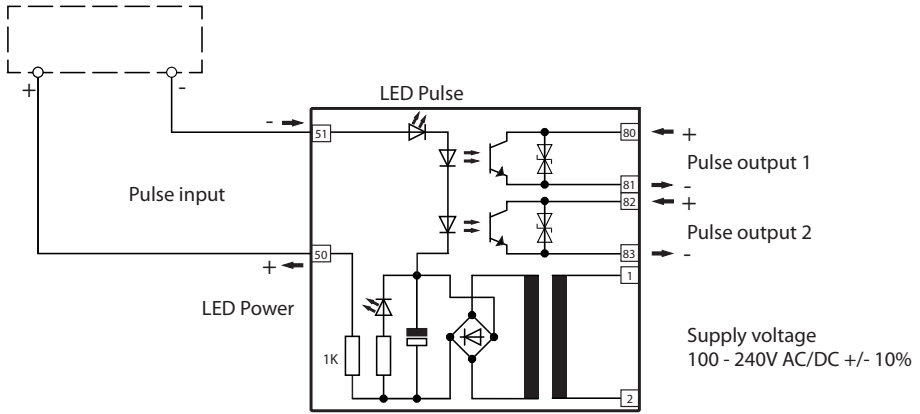 +
-
LED Pulse
- 51
80 +
Pulse output 1
81 -
Pulse input
82 +
Pulse output 2
83 -
50
+
1
LED Power
1K
Supply voltage
100 - 240V AC/DC +/- 10%
2